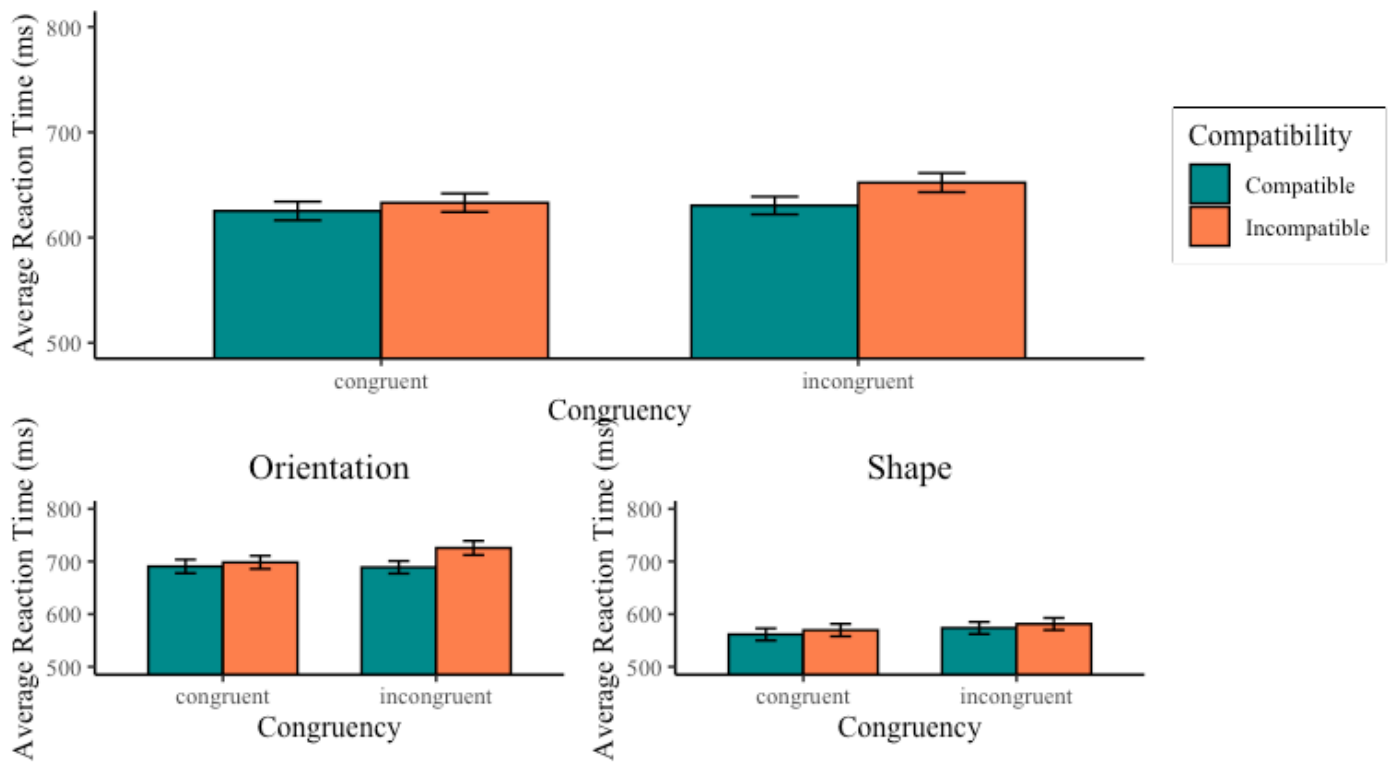 Average Reaction Time (ms)
800
700
600
500
congruent
incongruent
Congruency
Compatibility
Compatible
Incompatible
Orientation
Average Reaction Time (ms)
800
700
600
500
congruent
incongruent
Congruency
Shape
Average Reaction Time (ms)
800
700
600
500
congruent
incongruent
Congruency